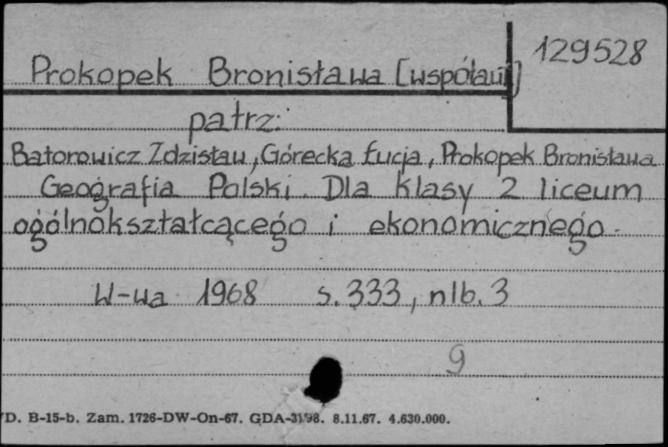 129528
Prokopek Bronisława [współaut]
patrz:
Batorowicz Zdzisław, Górecka Łucja, Prokopek Bronisława
Geografia Polski. Dla klasy 2 liceum
ogólnokształcącego i ekonomicznego.
W-wa 1968 s. 333, nlb. 3
9
D. B-15-b. Zam. 1726-DW-On-67. GDA-31/98. 8.11.67. 4.630.000.